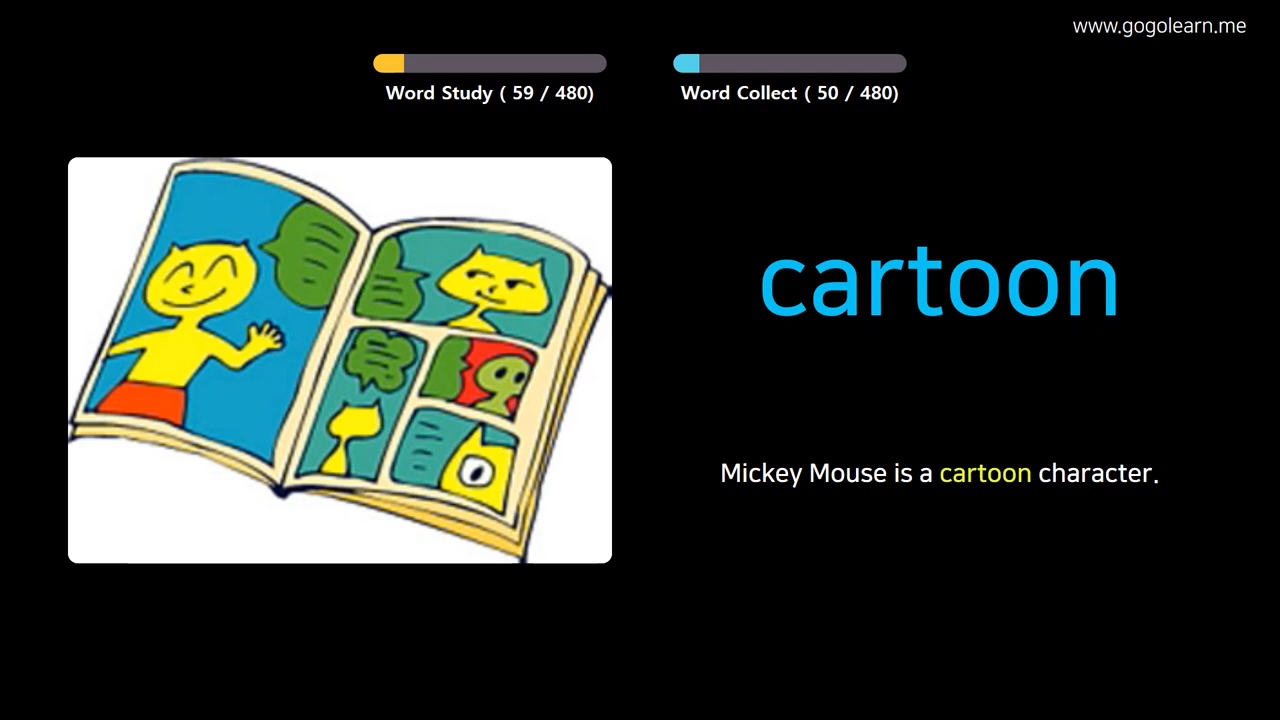 www.gogolearn.me
Word Study ( 59 / 480)
Word Collect ( 50 / 480)
cartoon
Mickey Mouse is a cartoon character.